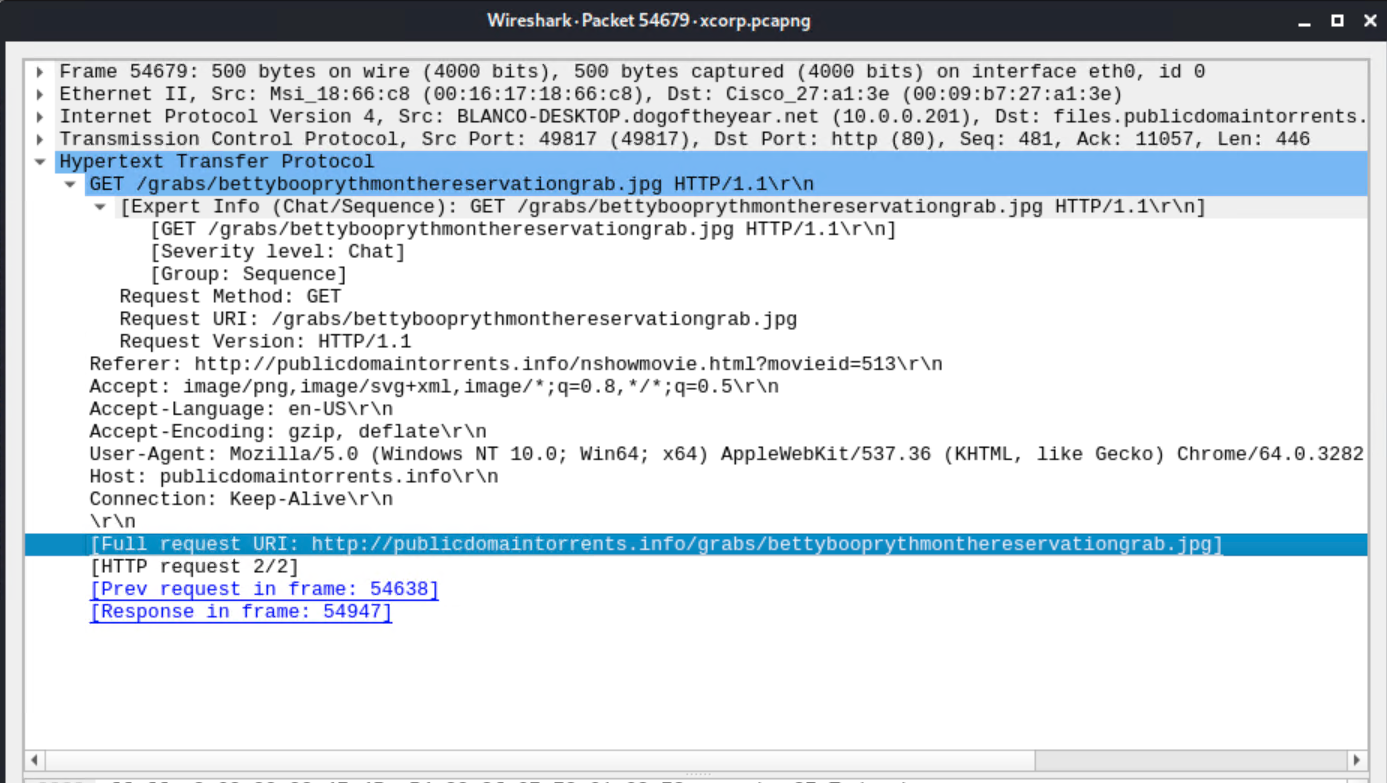 Wireshark · Packet 54679 · xcorp.pcapng
Frame 54679: 500 bytes on wire (4000 bits), 500 bytes captured (4000 bits) on interface eth0, id 0
Ethernet II, Src: Msi_18:66:c8 (00:16:17:18:66:c8), Dst: Cisco_27:a1:3e (00:09:b7:27:a1:3e)
Internet Protocol Version 4, Src: BLANCO-DESKTOP.dogoftheyear.net (10.0.0.201), Dst: files.publicdomaintorrents.
Transmission Control Protocol, Src Port: 49817 (49817), Dst Port: http (80), Seq: 481, Ack: 11057, Len: 446
Hypertext Transfer Protocol
GET /grabs/bettybooprythmonthereservationgrab.jpg HTTP/1.1\r\n
[Expert Info (Chat/Sequence): GET /grabs/bettybooprythmonthereservationgrab.jpg HTTP/1.1\r\n]
[GET /grabs/bettybooprythmonthereservationgrab.jpg HTTP/1.1\r\n]
[Severity level: Chat]
[Group: Sequence]
Request Method: GET
Request URI: /grabs/bettybooprythmonthereservationgrab.jpg
Request Version: HTTP/1.1
Referer: http://publicdomaintorrents.info/nshowmovie.html?movieid=513\r\n
Accept: image/png,image/svg+xml,image/*;q=0.8,*/*;q=0.5\r\n
Accept-Language: en-US\r\n
Accept-Encoding: gzip, deflate\r\n
User-Agent: Mozilla/5.0 (Windows NT 10.0; Win64; x64) AppleWebKit/537.36 (KHTML, like Gecko) Chrome/64.0.3282
Host: publicdomaintorrents.info\r\n
Connection: Keep-Alive\r\n
\r\n
[Full request URI: http://publicdomaintorrents.info/grabs/bettybooprythmonthereservationgrab.jpg]
[HTTP request 2/2]
[Prev request in frame: 54638]
[Response in frame: 54947]